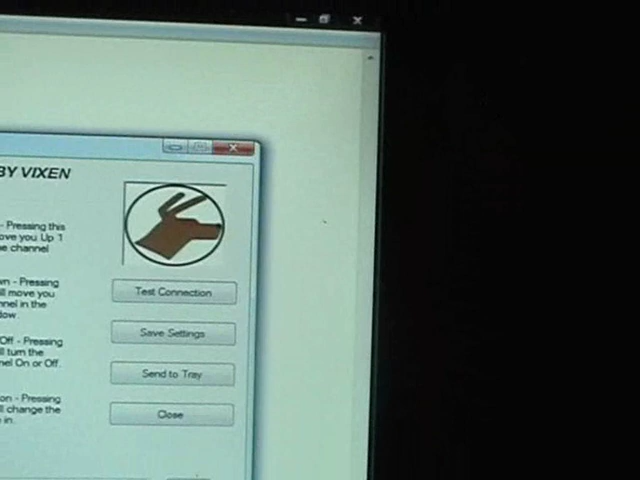 BY VIXEN
- Pressing this
ove you Up 1
e channel
wn - Pressing
ll move you
nnel in the
dow.
Off - Pressing
ll turn the
nel On or Off.
on - Pressing
ll change the
in.
Test Connection
Save Settings
Send to Tray
Close